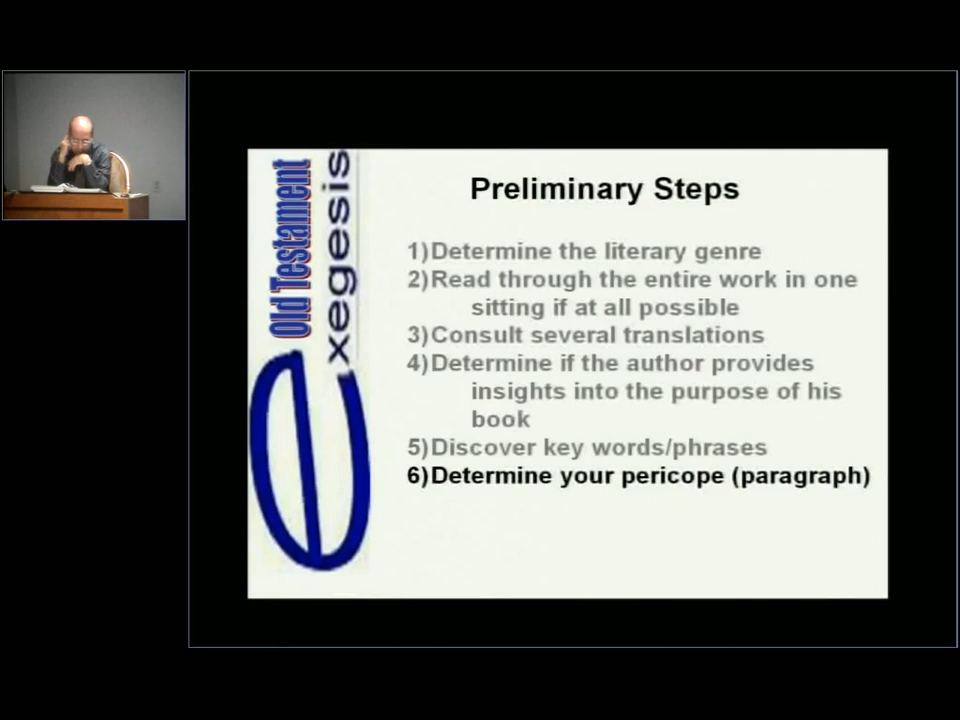 Old Testament
exegesis
Preliminary Steps
1)Determine the literary genre
2)Read through the entire work in one
sitting if at all possible
3)Consult several translations
4)Determine if the author provides
insights into the purpose of his
book
5)Discover key words/phrases
6)Determine your pericope (paragraph)